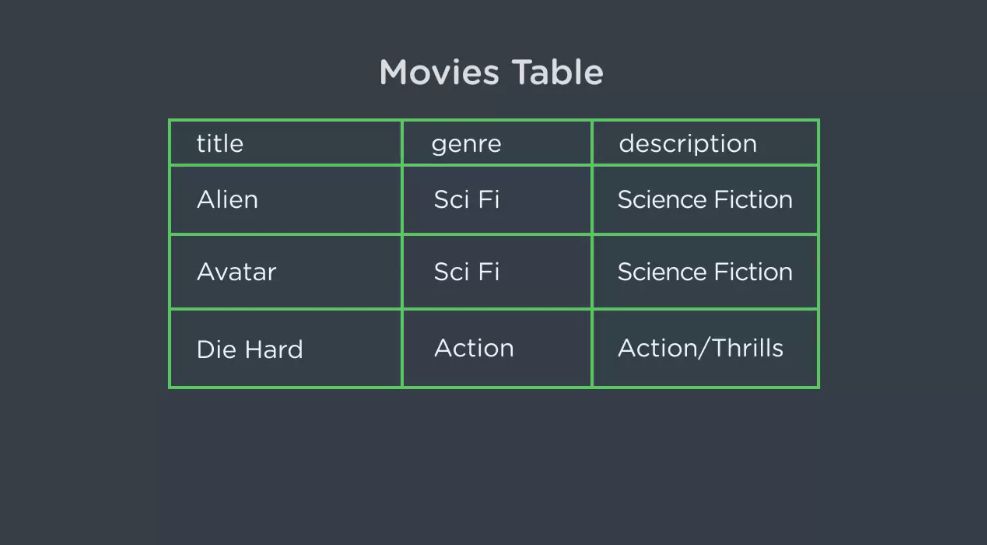 Movies Table
title genre description
Alien Sci Fi Science Fiction
Avatar Sci Fi Science Fiction
Die Hard Action Action/Thrills